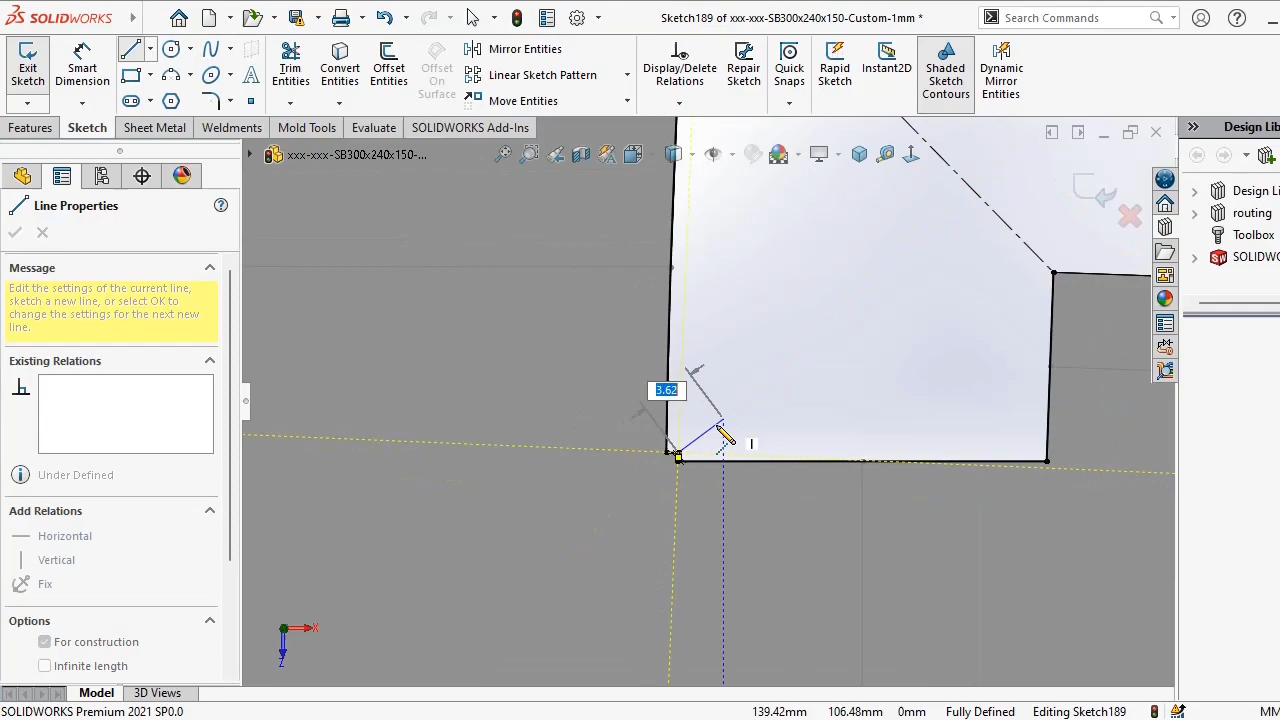 SOLIDWORKS
Sketch189 of xxx-xxx-SB300x240x150-Custom-1mm *
Search Commands
Exit Sketch
Smart Dimension
Trim Entities
Convert Entities
Offset Entities
Offset On Surface
Mirror Entities
Linear Sketch Pattern
Move Entities
Display/Delete Relations
Repair Sketch
Quick Snaps
Rapid Sketch
Instant2D
Shaded Sketch Contours
Dynamic Mirror Entities
Features
Sketch
Sheet Metal
Weldments
Mold Tools
Evaluate
SOLIDWORKS Add-Ins
Design Lib
xxx-xxx-SB300x240x150-...
Line Properties
Message
Edit the settings of the current line,
sketch a new line, or select OK to
change the settings for the next new
line.
Existing Relations
Under Defined
Add Relations
Horizontal
Vertical
Fix
Options
For construction
Infinite length
3.62
X
Z
Design Li
routing
Toolbox
SOLIDW
Model
3D Views
SOLIDWORKS Premium 2021 SP0.0
139.42mm
106.48mm
0mm
Fully Defined
Editing Sketch189
MM